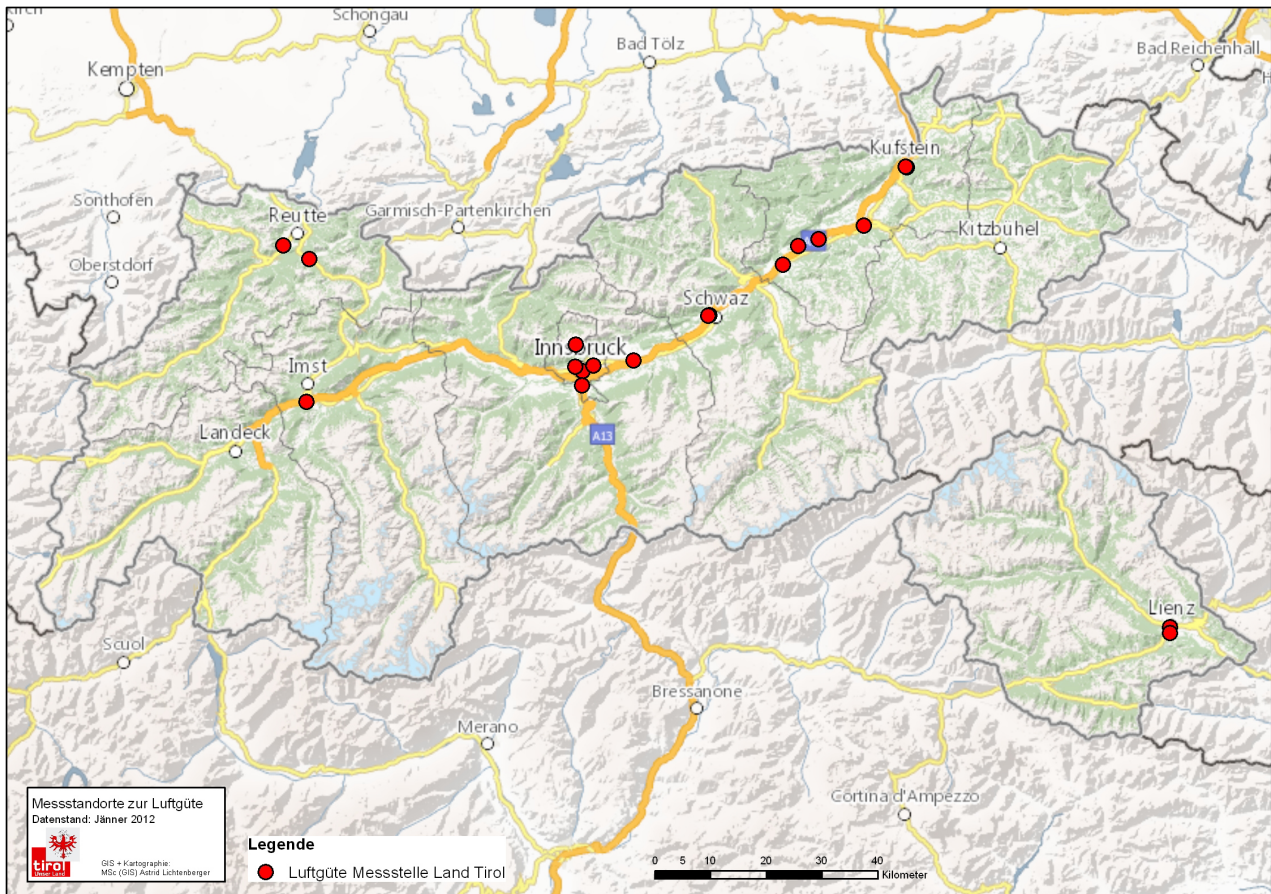 Schongau
Bad Tölz
Bad Reichenhall
Kempten
Kufstein
Sonthofen
Reutte
Garmisch-Partenkirchen
Kitzbühel
Oberstdorf
Schwaz
Innsbruck
Imst
Landeck
A13
Lienz
Scuol
Bressanone
Merano
Cortina d'Ampezzo
Messstandorte zur Luftgüte
Datenstand: Jänner 2012
tirol
Unser Land
GIS + Kartographie:
MSc (GIS) Astrid Lichtenberger
Legende
Luftgüte Messstelle Land Tirol
0 5 10 20 30 40
Kilometer